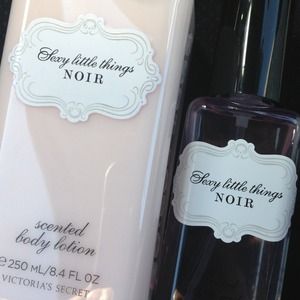 Sexy little things
NOIR
scented
body lotion
e 250 ML/8.4 FL OZ
VICTORIA'S SECRET
Sexy little things
NOIR